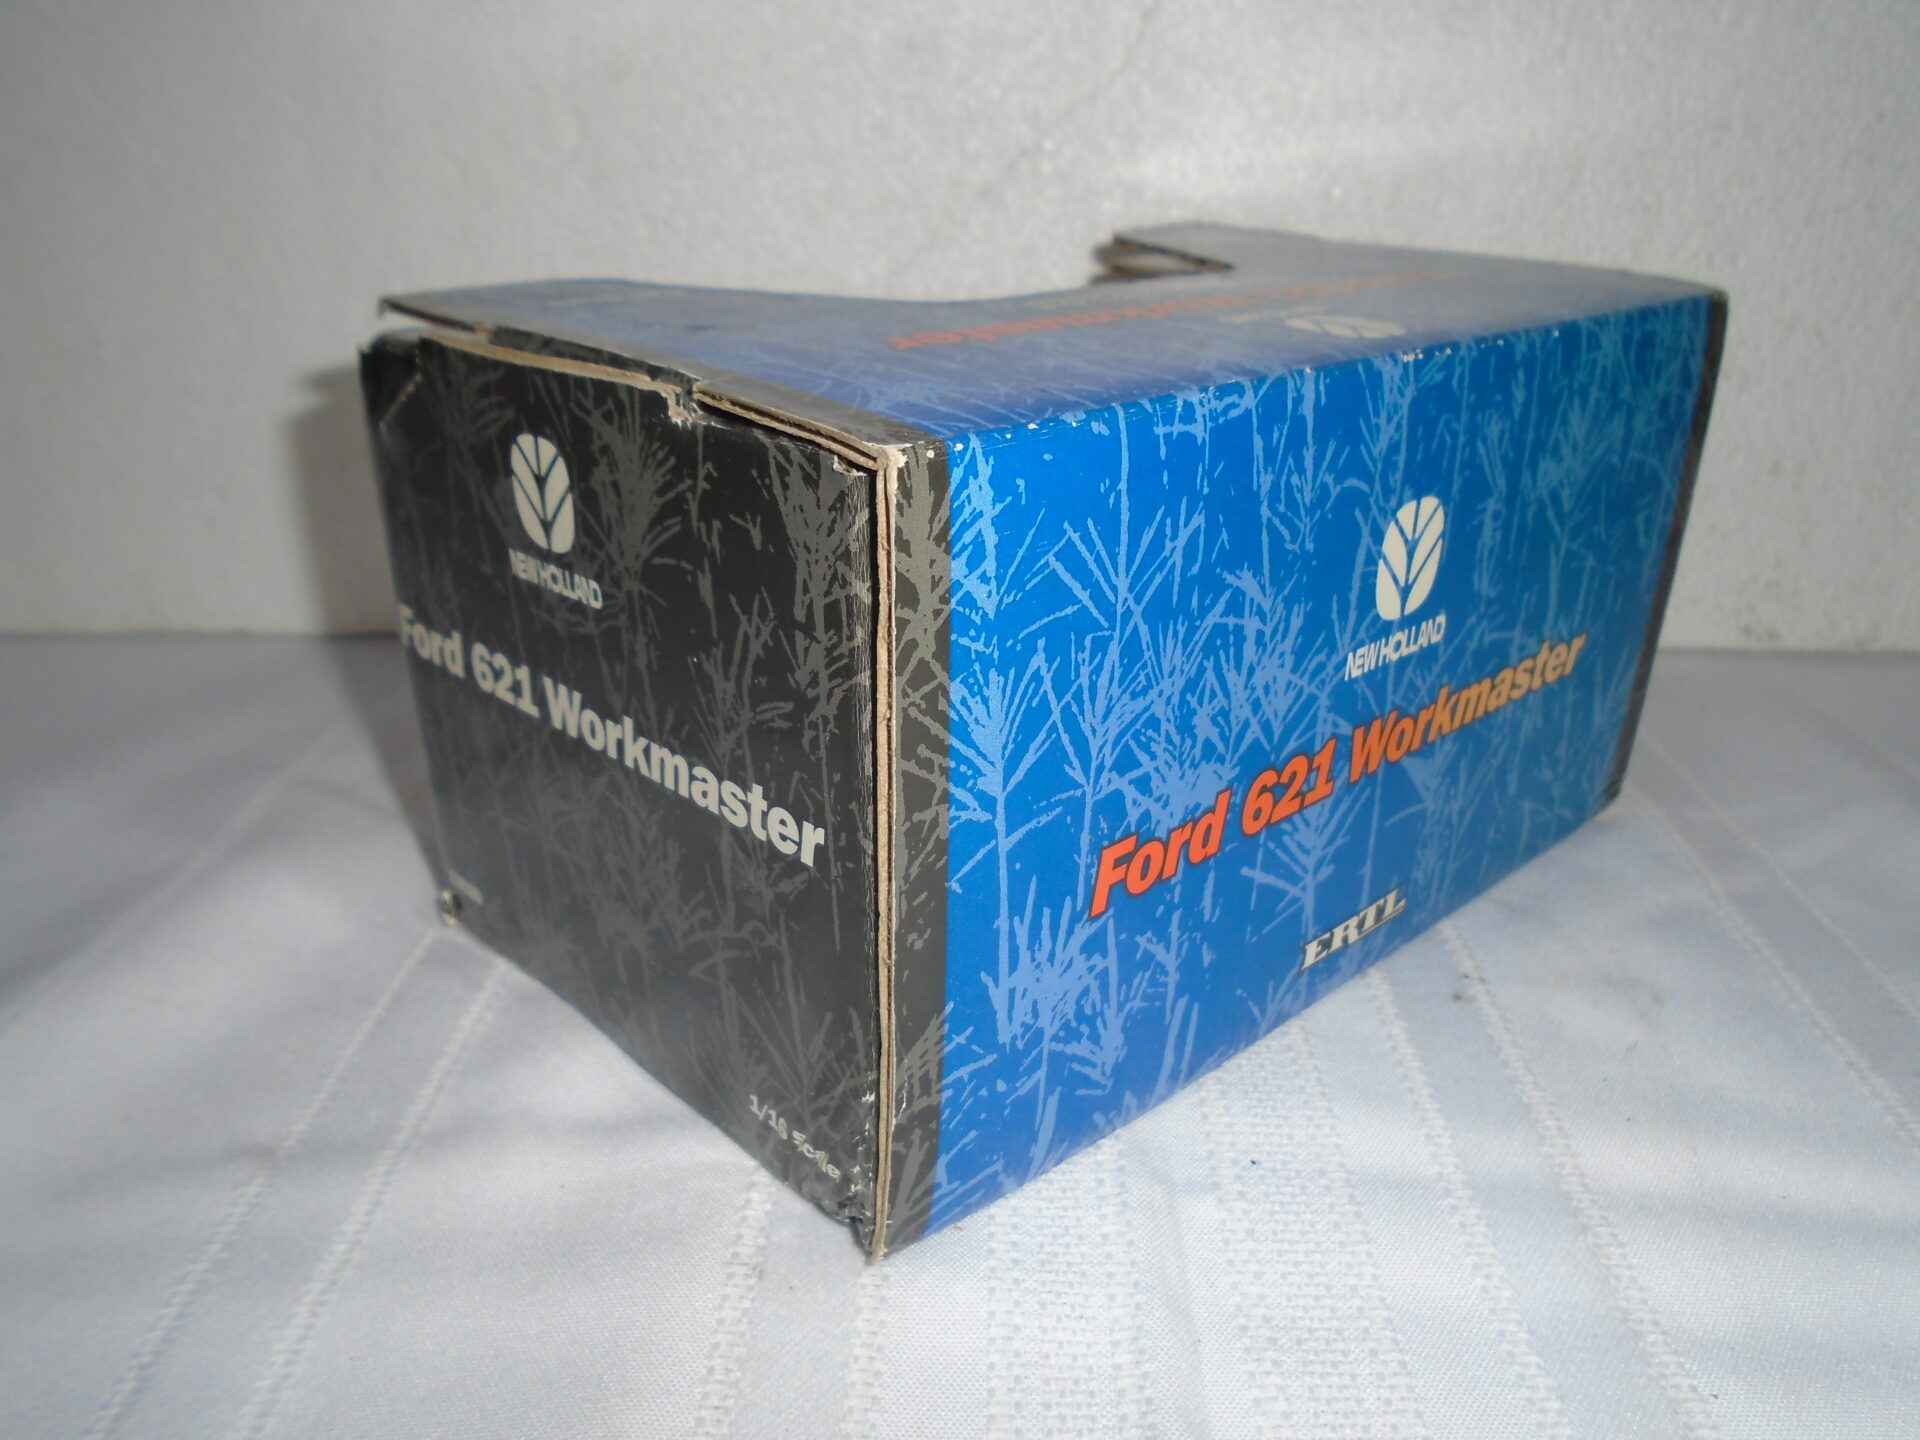 NEW HOLLAND
Ford 621 Workmaster
1/16 Scale
NEW HOLLAND
Ford 621 Workmaster
ERTL